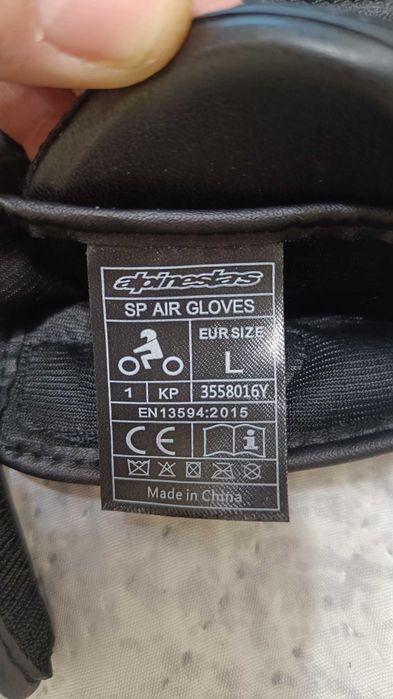 alpinestars
SP AIR GLOVES
EUR SIZE
L
1 KP 3558016Y
EN13594:2015
CE i
Made in China